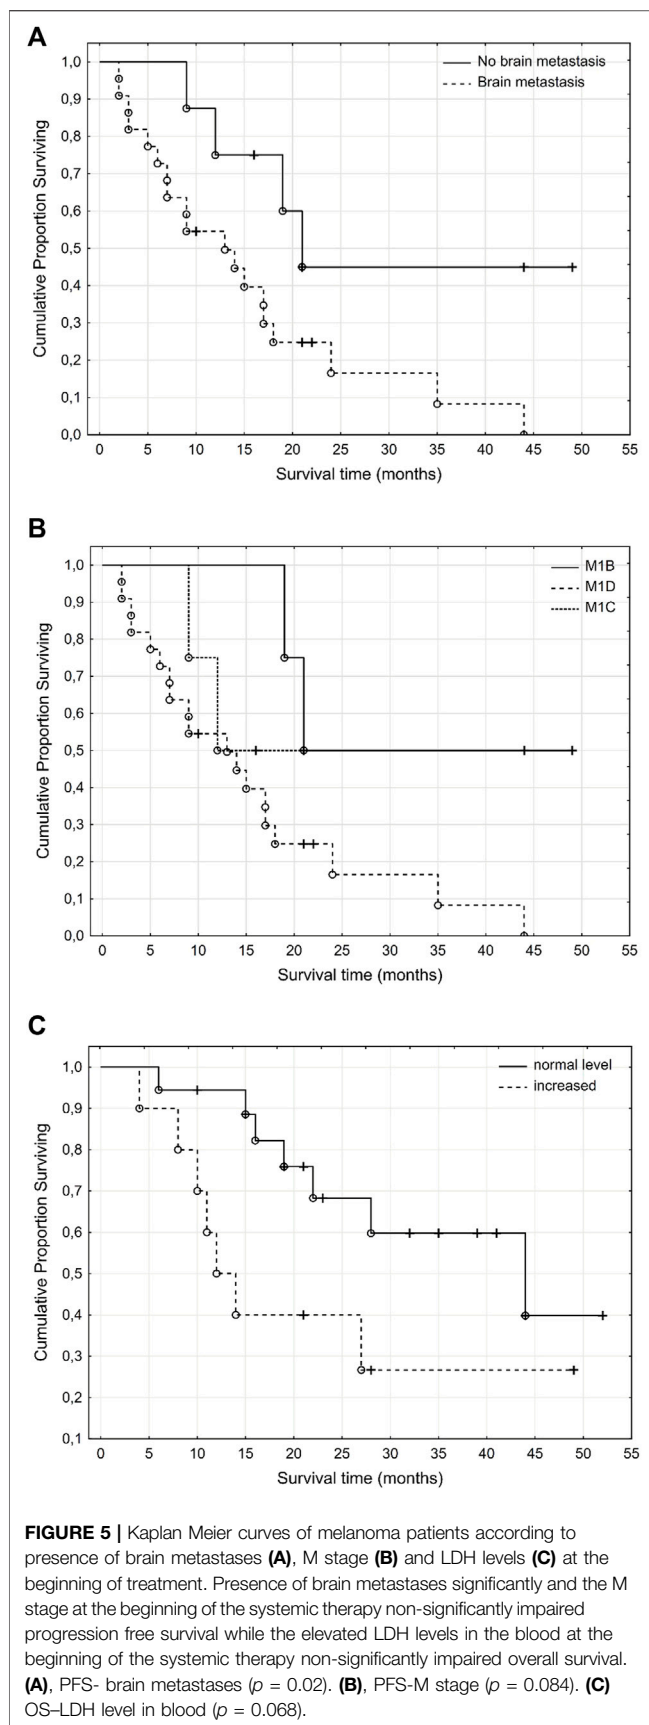 A
No brain metastasis
Brain metastasis
1,0
0,9
0,8
0,7
0,6
0,5
0,4
0,3
0,2
0,1
0,0
Cumulative Proportion Surviving
0 5 10 15 20 25 30 35 40 45 50 55
Survival time (months)
B
M1B
M1D
M1C
1,0
0,9
0,8
0,7
0,6
0,5
0,4
0,3
0,2
0,1
0,0
Cumulative Proportion Surviving
0 5 10 15 20 25 30 35 40 45 50 55
Survival time (months)
C
normal level
increased
1,0
0,9
0,8
0,7
0,6
0,5
0,4
0,3
0,2
0,1
Cumulative Proportion Surviving
0 5 10 15 20 25 30 35 40 45 50 55
Survival time (months)
FIGURE 5 | Kaplan Meier curves of melanoma patients according to
presence of brain metastases (A), M stage (B) and LDH levels (C) at the
beginning of treatment. Presence of brain metastases significantly and the M
stage at the beginning of the systemic therapy non-significantly impaired
progression free survival while the elevated LDH levels in the blood at the
beginning of the systemic therapy non-significantly impaired overall survival.
(A), PFS- brain metastases (p = 0.02). (B), PFS-M stage (p = 0.084). (C)
OS–LDH level in blood (p = 0.068).